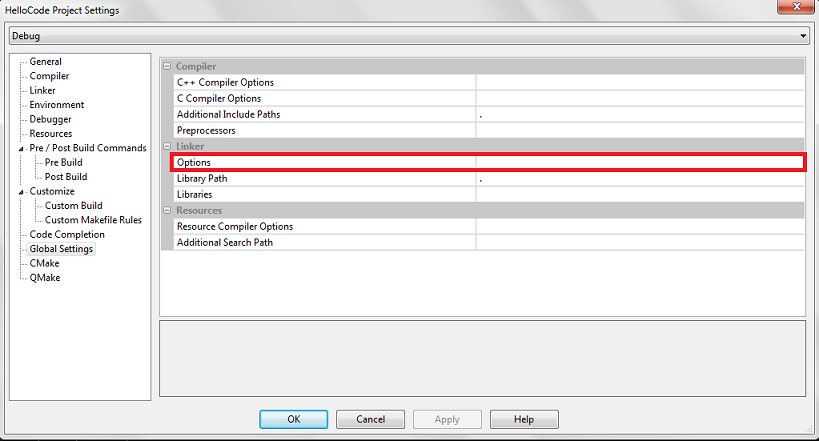 HelloCode Project Settings
Debug
General
Compiler
Linker
Environment
Debugger
Resources
Pre / Post Build Commands
Pre Build
Post Build
Customize
Custom Build
Custom Makefile Rules
Code Completion
Global Settings
CMake
QMake
Compiler
C++ Compiler Options
C Compiler Options
Additional Include Paths .
Preprocessors
Linker
Options
Library Path .
Libraries
Resources
Resource Compiler Options
Additional Search Path
OK Cancel Apply Help